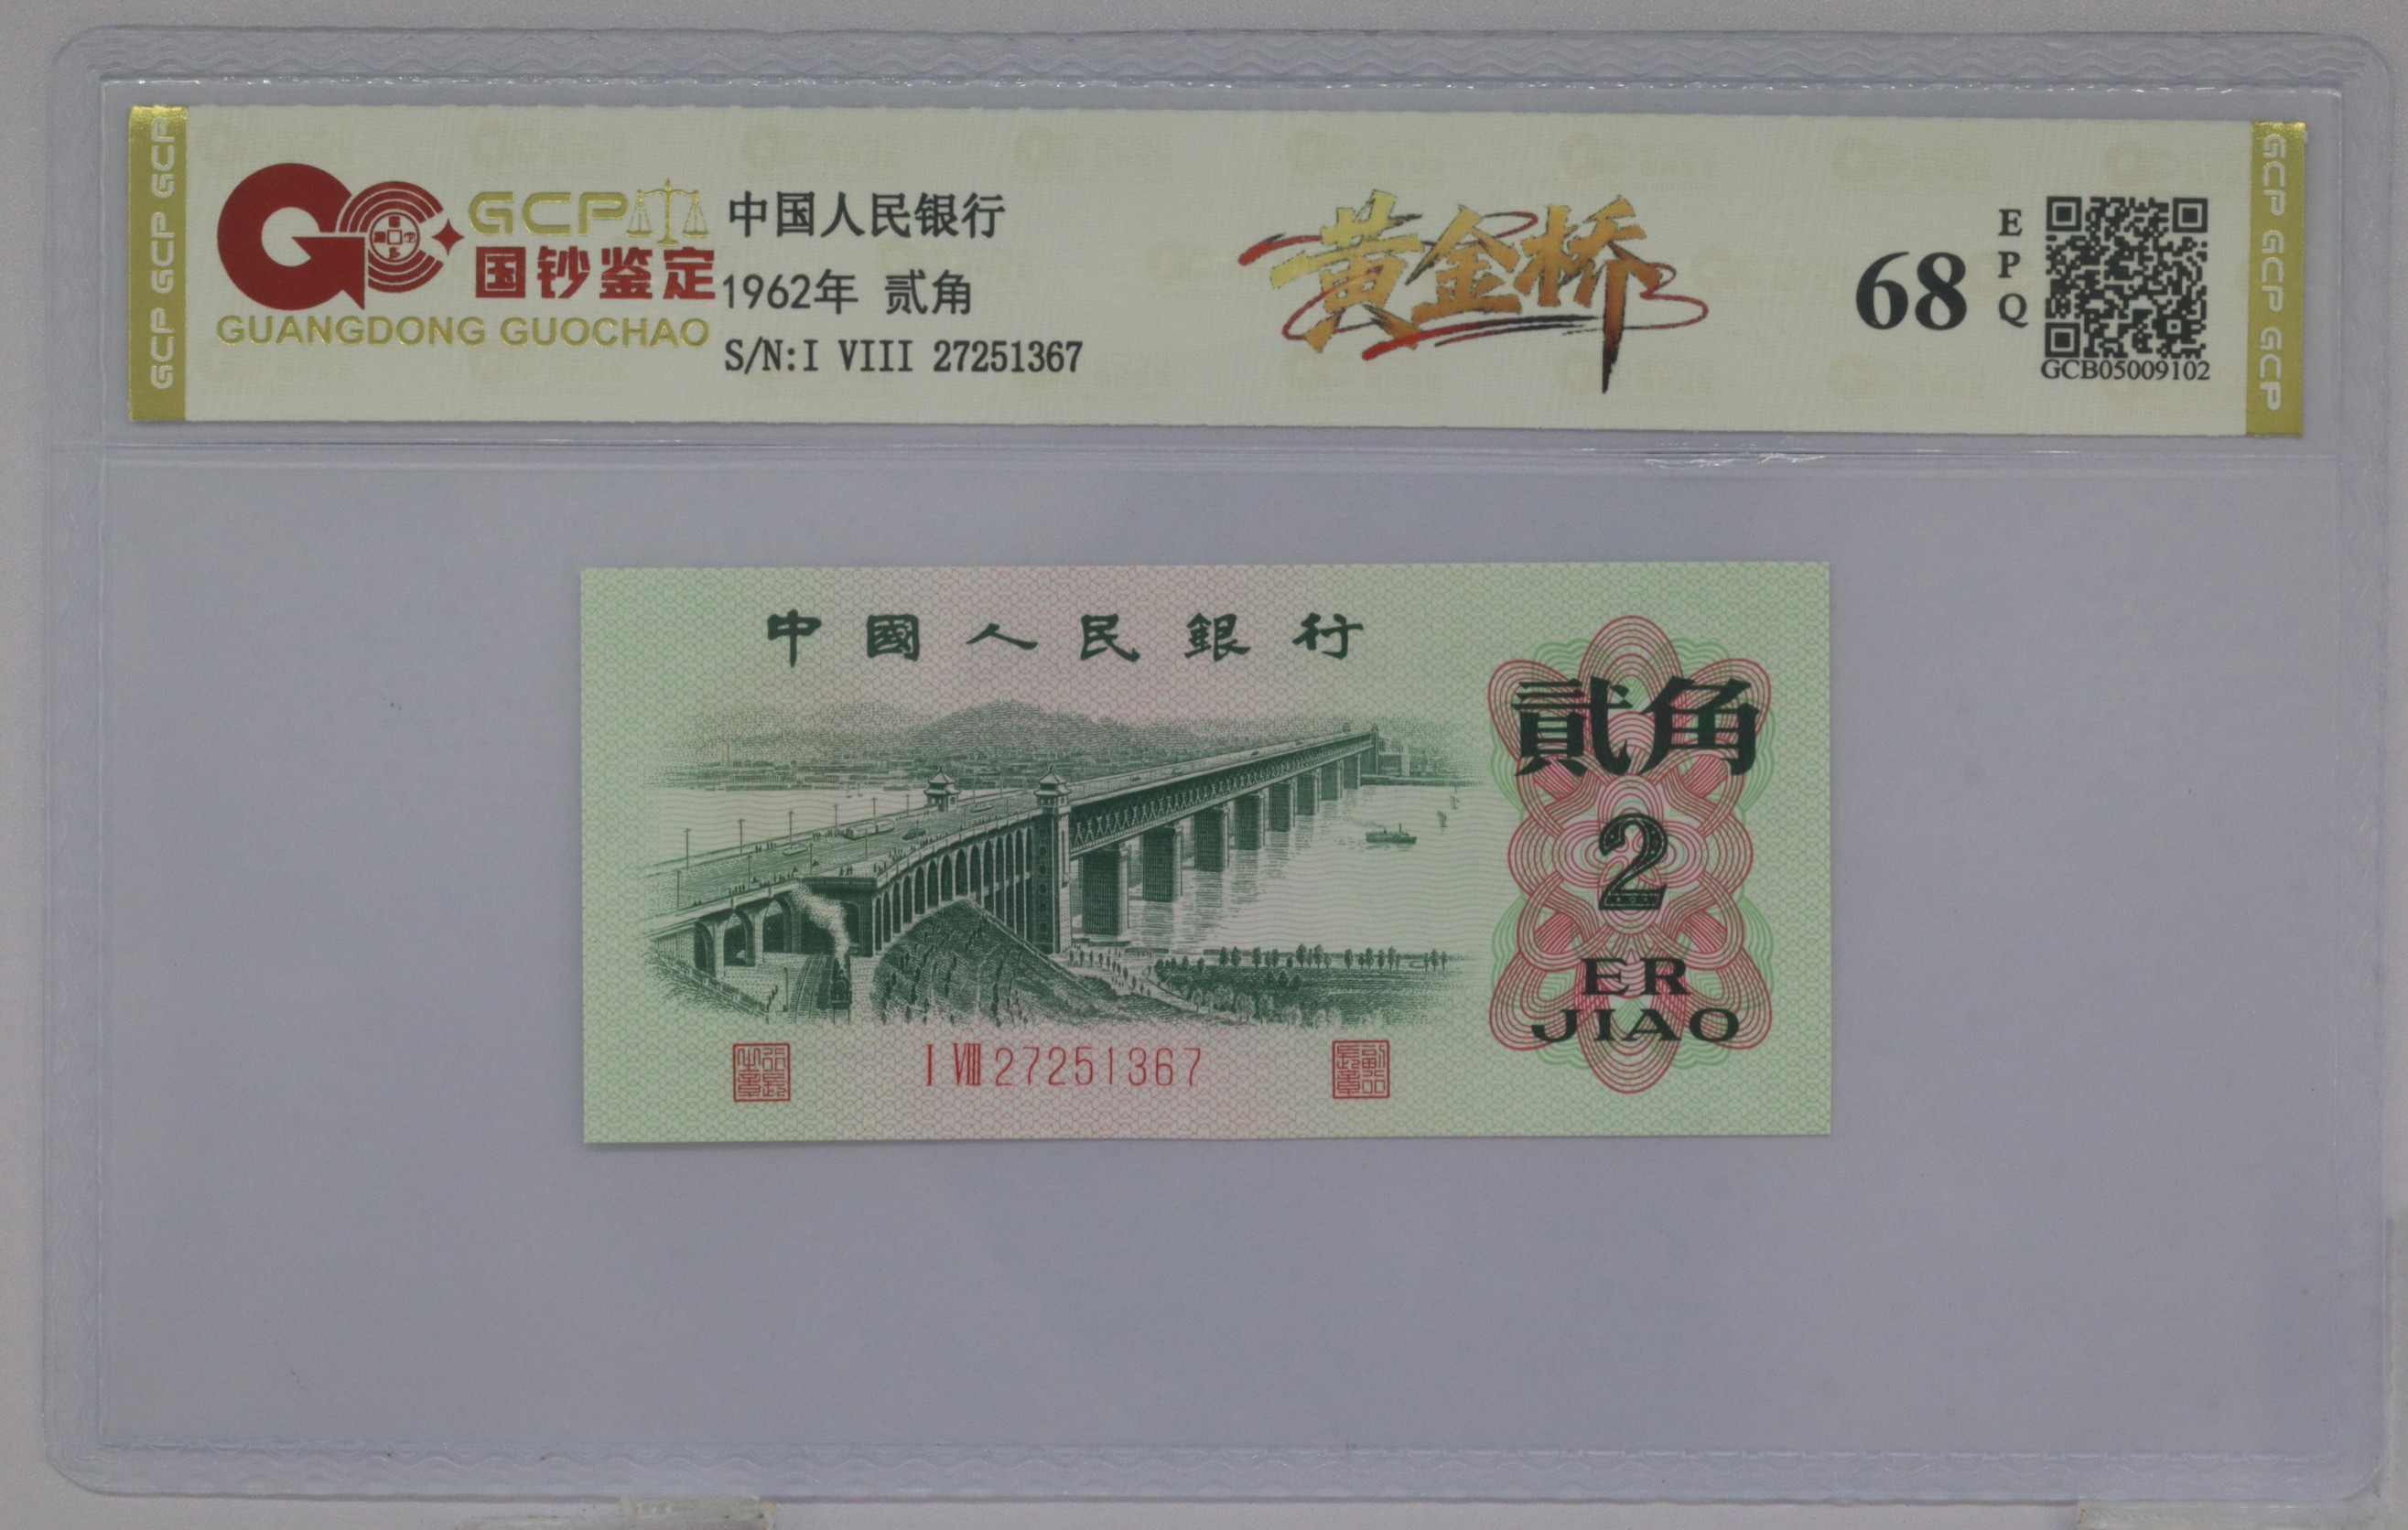 GCP GCP GCP
GCP
国钞鉴定
GUANGDONG GUOCHAO
中国人民银行
1962年 贰角
S/N:I VIII 27251367
黄金桥
68
EPQ
GCB05009102
GCP GCP GCP
中國人民銀行
貳角
2
ER
JIAO
I VIII 27251367